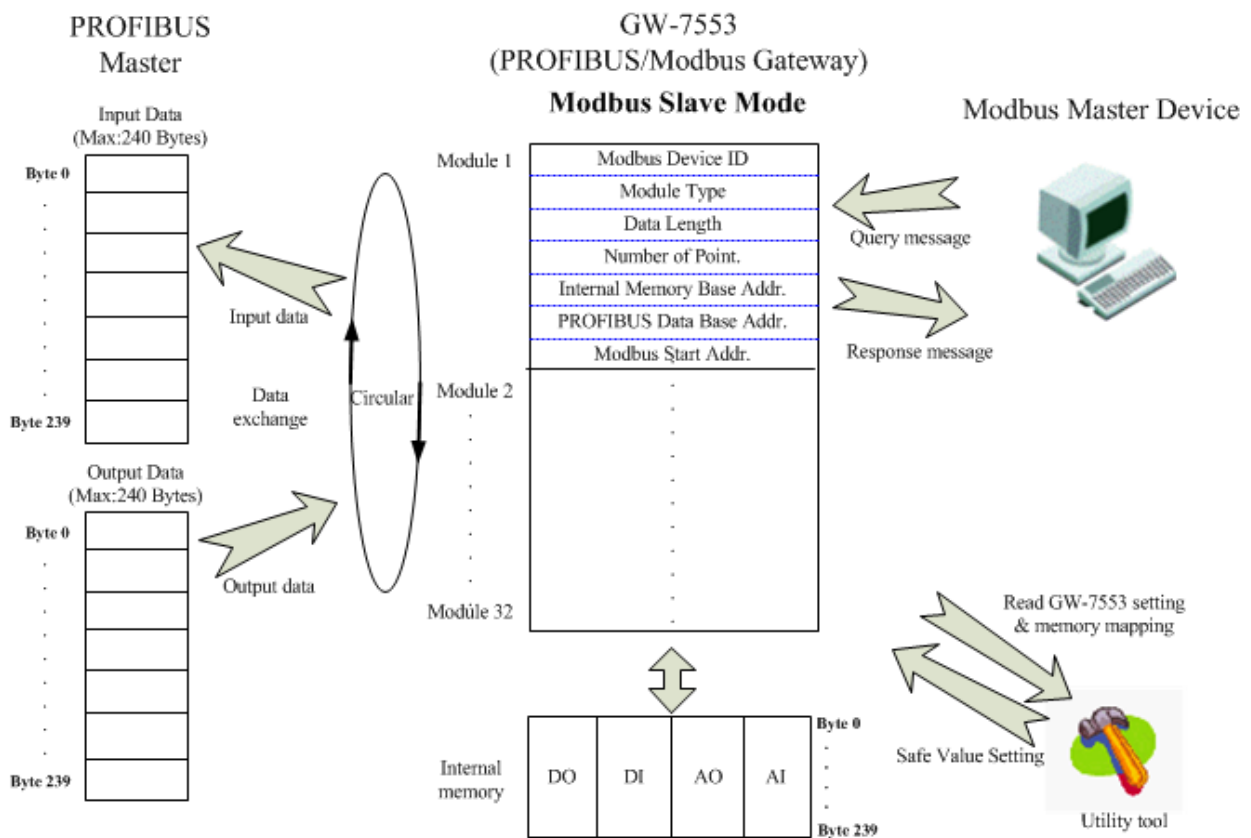 PROFIBUS
Master
GW-7553
(PROFIBUS/Modbus Gateway)
Modbus Slave Mode
Modbus Master Device
Input Data
(Max:240 Bytes)
Byte 0
Byte 239
Output Data
(Max:240 Bytes)
Byte 0
Byte 239
Input data
Data
exchange
Circular
Output data
Module 1
Modbus Device ID
Module Type
Data Length
Number of Point.
Internal Memory Base Addr.
PROFIBUS Data Base Addr.
Modbus Start Addr.
Module 2
Module 32
Query message
Response message
Read GW-7553 setting
& memory mapping
Safe Value Setting
Utility tool
Internal
memory
DO
DI
AO
AI
Byte 0
Byte 239